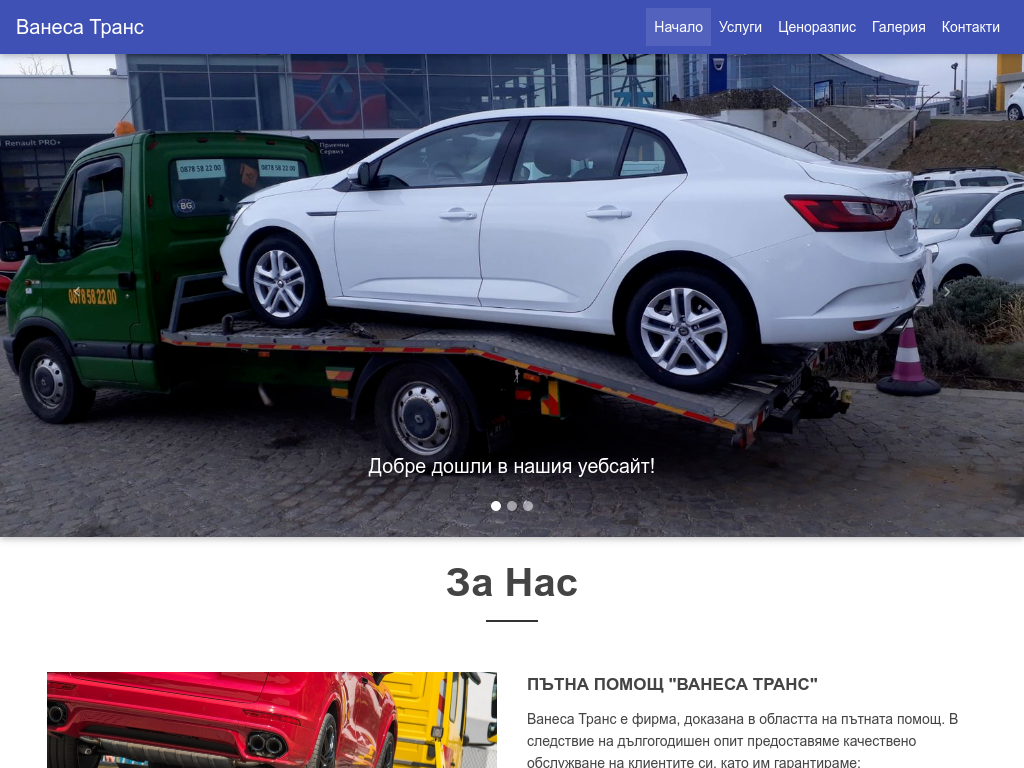 Ванеса Транс
Начало
Услуги
Ценоразпис
Галерия
Контакти
Renault PRO+
Приемна
Сервиз
0878 58 22 00
0878 58 22 00
BG
0878 58 22 00
Добре дошли в нашия уебсайт!
За Нас
ПЪТНА ПОМОЩ "ВАНЕСА ТРАНС"
Ванеса Транс е фирма, доказана в областта на пътната помощ. В
следствие на дългогодишен опит предоставяме качествено
обслужване на клиентите си, като им гарантираме: